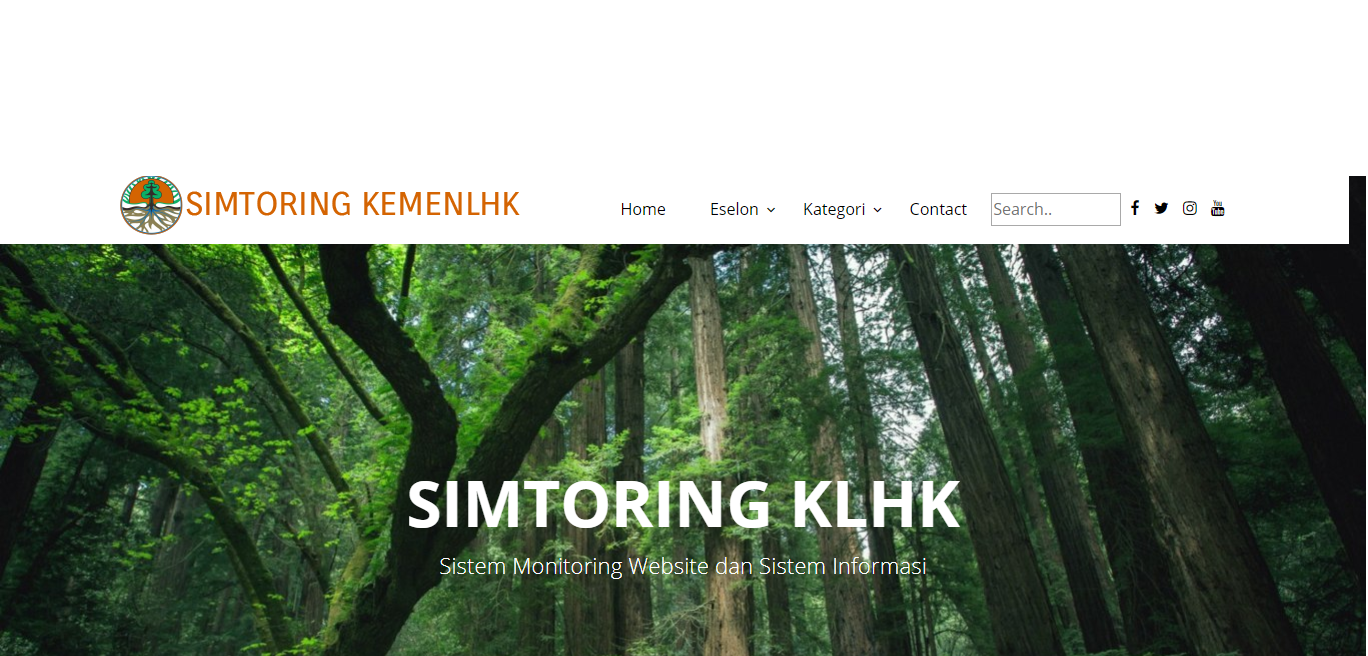 SIMTORING KEMENLHK
Home Eselon Kategori Contact Search..
You Tube
SIMTORING KLHK
Sistem Monitoring Website dan Sistem Informasi